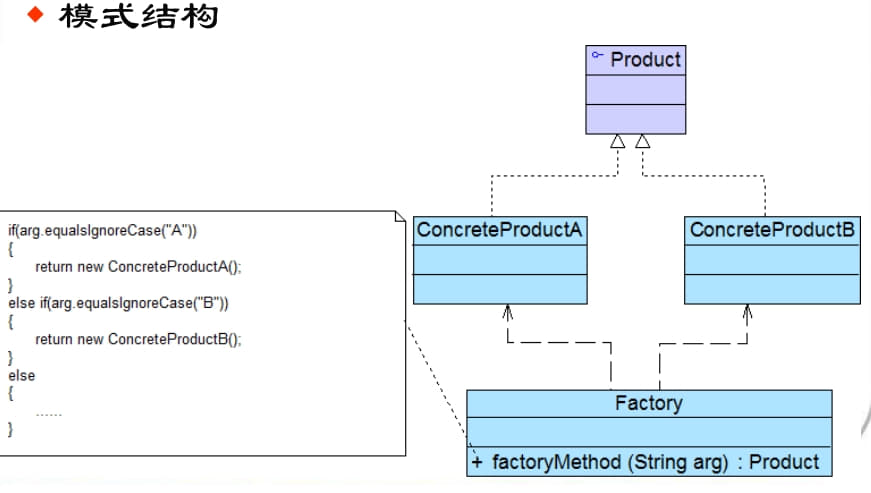 模式结构
Product
ConcreteProductA
ConcreteProductB
if(arg.equalsIgnoreCase("A"))
{
return new ConcreteProductA();
}
else if(arg.equalsIgnoreCase("B"))
{
return new ConcreteProductB();
}
else
{
......
}
Factory
+ factoryMethod (String arg) : Product